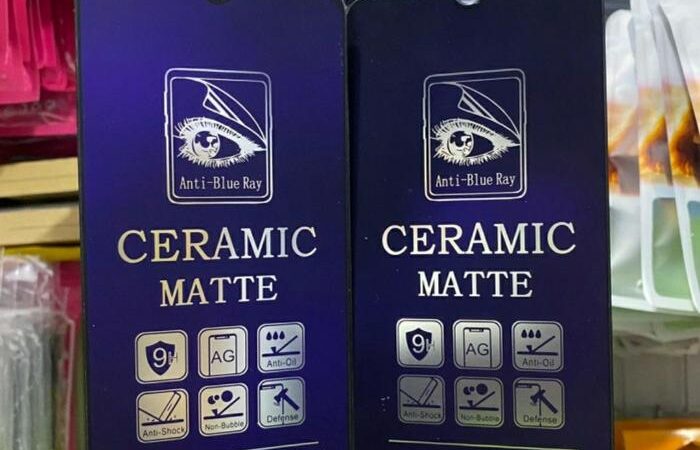 Anti-Blue Ray
CERAMIC
MATTE
9H
AG
Anti-Oil
Anti-Shock
Non-Bubble
Defense
Anti-Blue Ray
CERAMIC
MATTE
9H
AG
Anti-Oil
Anti-Shock
Non-Bubble
Defense